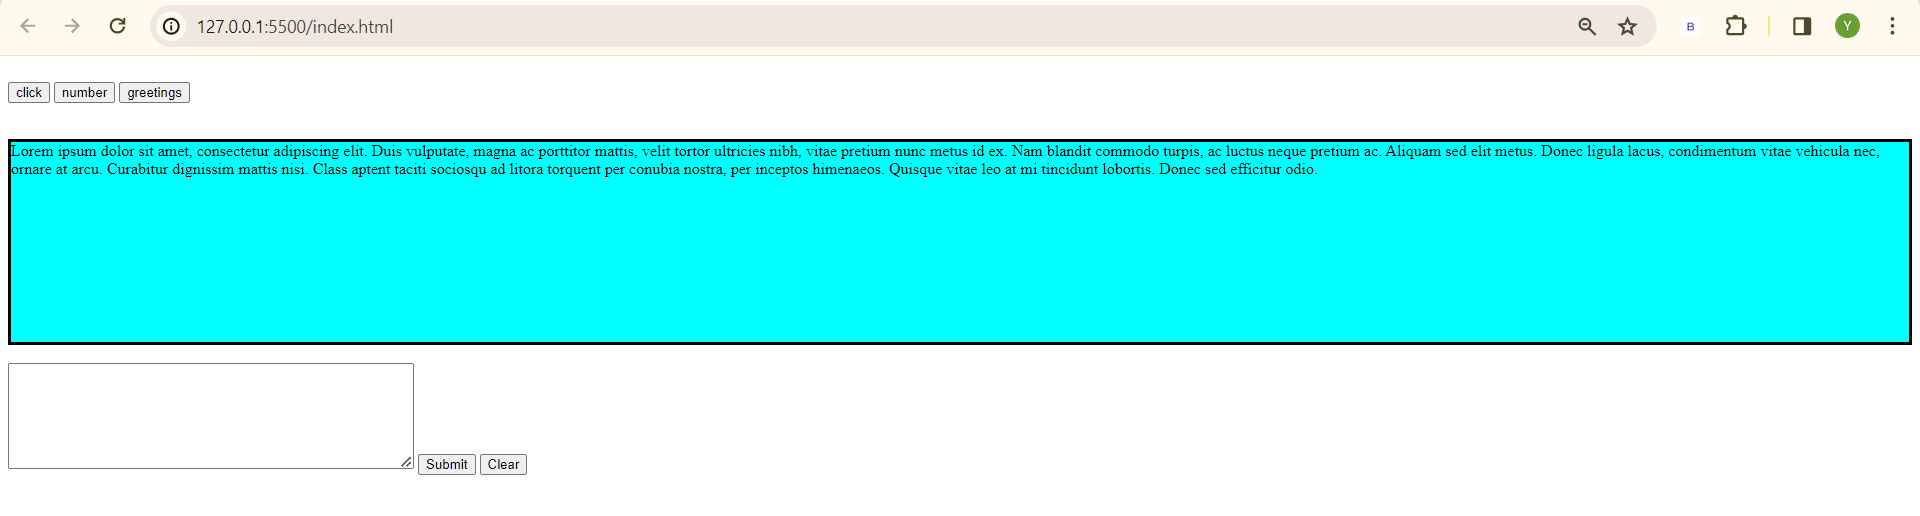 127.0.0.1:5500/index.html
B
Y
click number greetings
Lorem ipsum dolor sit amet, consectetur adipiscing elit. Duis vulputate, magna ac porttitor mattis, velit tortor ultricies nibh, vitae pretium nunc metus id ex. Nam blandit commodo turpis, ac luctus neque pretium ac. Aliquam sed elit metus. Donec ligula lacus, condimentum vitae vehicula nec,
ornare at arcu. Curabitur dignissim mattis nisi. Class aptent taciti sociosqu ad litora torquent per conubia nostra, per inceptos himenaeos. Quisque vitae leo at mi tincidunt lobortis. Donec sed efficitur odio.
Submit Clear